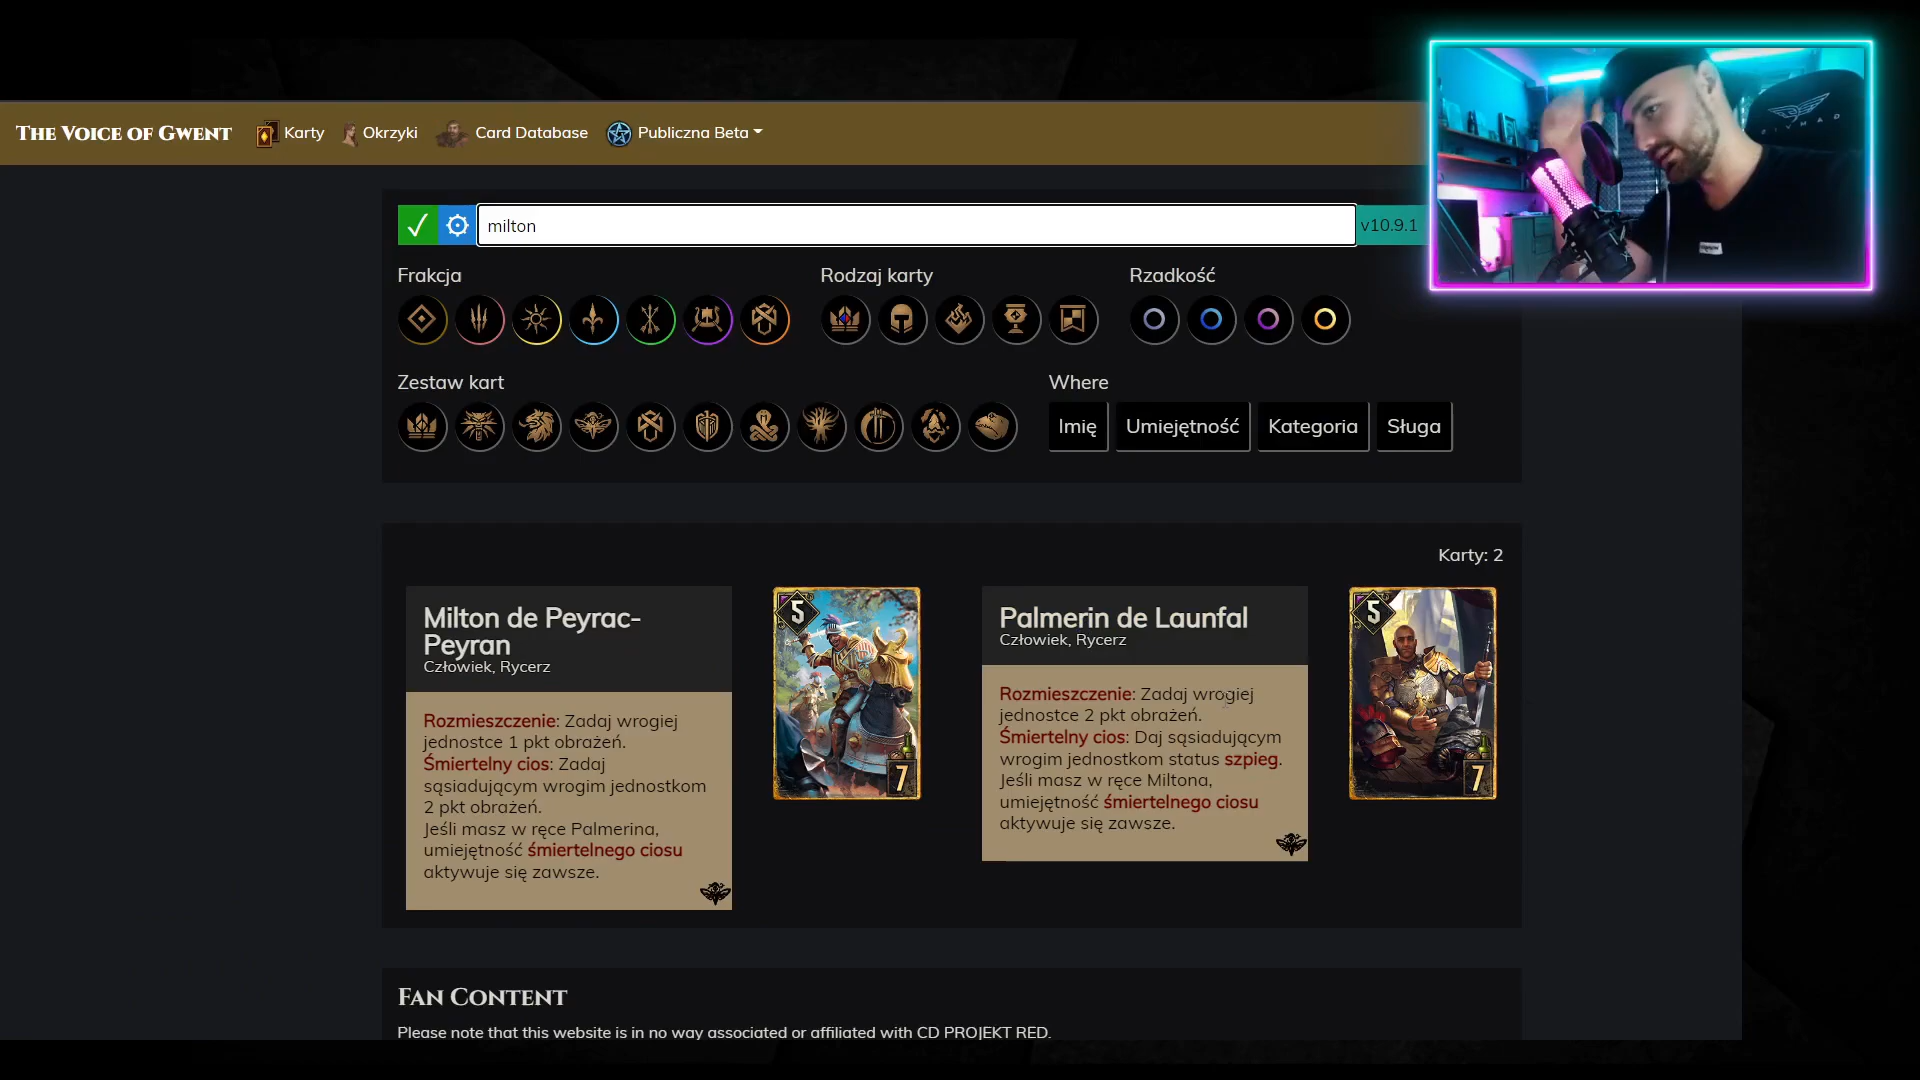 The Voice of Gwent
Karty
Okrzyki
Card Database
Publiczna Beta
milton
v10.9.1
Frakcja
Rodzaj karty
Rzadkość
Zestaw kart
Where
Imię
Umiejętność
Kategoria
Sługa
Karty: 2
Milton de Peyrac-
Peyran
Człowiek, Rycerz
Rozmieszczenie: Zadaj wrogiej
jednostce 1 pkt obrażeń.
Śmiertelny cios: Zadaj
sąsiadującym wrogim jednostkom
2 pkt obrażeń.
Jeśli masz w ręce Palmerina,
umiejętność śmiertelnego ciosu
aktywuje się zawsze.
5
7
Palmerin de Launfal
Człowiek, Rycerz
Rozmieszczenie: Zadaj wrogiej
jednostce 2 pkt obrażeń.
Śmiertelny cios: Daj sąsiadującym
wrogim jednostkom status szpieg.
Jeśli masz w ręce Miltona,
umiejętność śmiertelnego ciosu
aktywuje się zawsze.
5
7
Fan Content
Please note that this website is in no way associated or affiliated with CD PROJEKT RED.